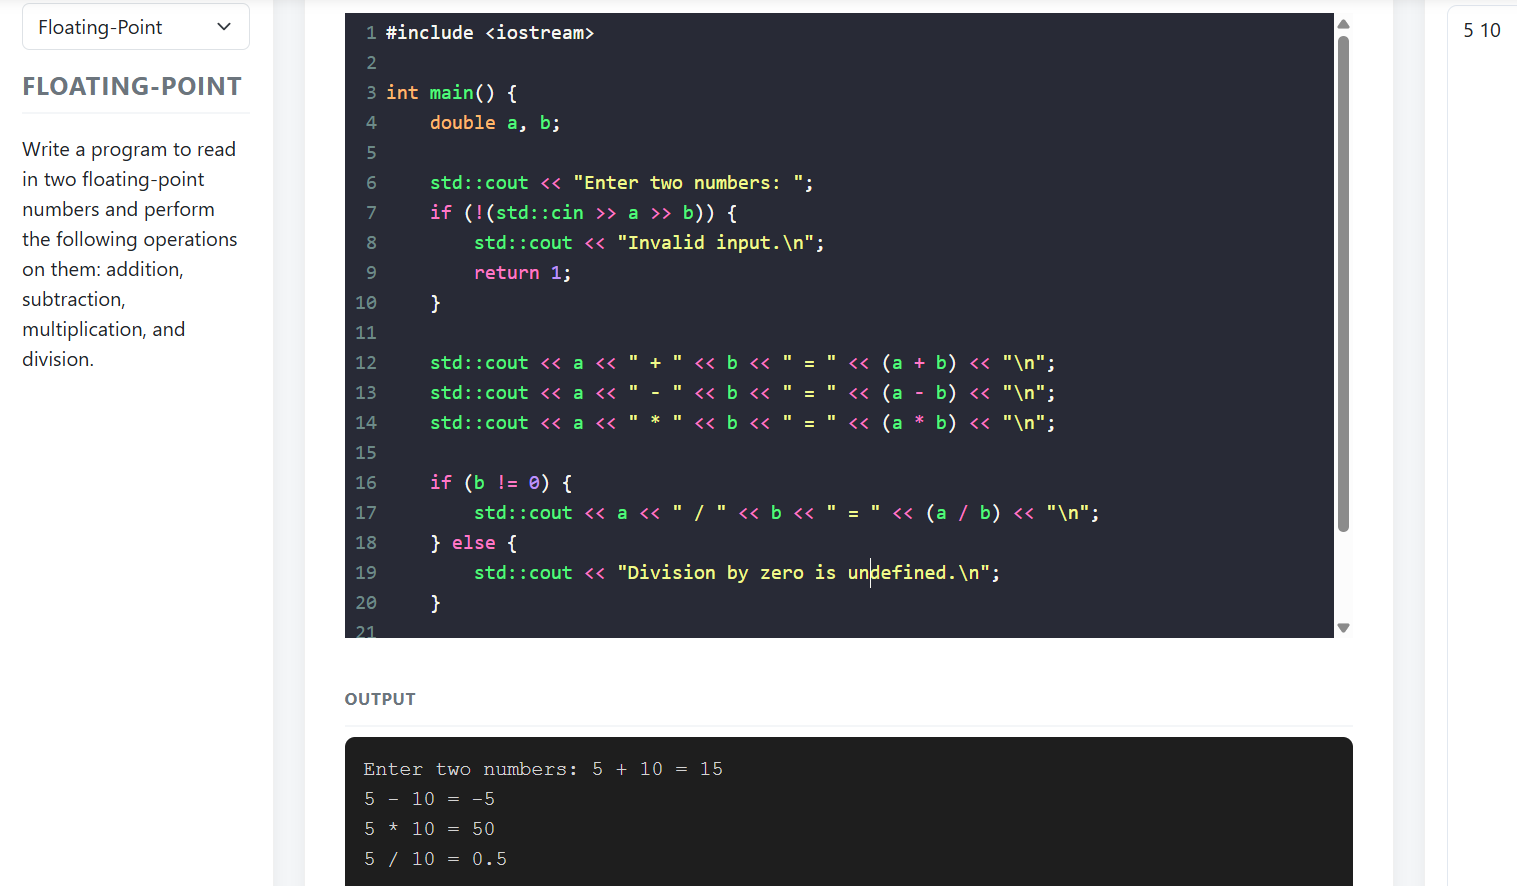 Floating-Point
FLOATING-POINT
Write a program to read
in two floating-point
numbers and perform
the following operations
on them: addition,
subtraction,
multiplication, and
division.
1 #include <iostream>
2
3 int main() {
4     double a, b;
5
6     std::cout << "Enter two numbers: ";
7     if (!(std::cin >> a >> b)) {
8         std::cout << "Invalid input.\n";
9         return 1;
10     }
11
12     std::cout << a << " + " << b << " = " << (a + b) << "\n";
13     std::cout << a << " - " << b << " = " << (a - b) << "\n";
14     std::cout << a << " * " << b << " = " << (a * b) << "\n";
15
16     if (b != 0) {
17         std::cout << a << " / " << b << " = " << (a / b) << "\n";
18     } else {
19         std::cout << "Division by zero is undefined.\n";
20     }
21
OUTPUT
Enter two numbers: 5 + 10 = 15
5 - 10 = -5
5 * 10 = 50
5 / 10 = 0.5
5 10